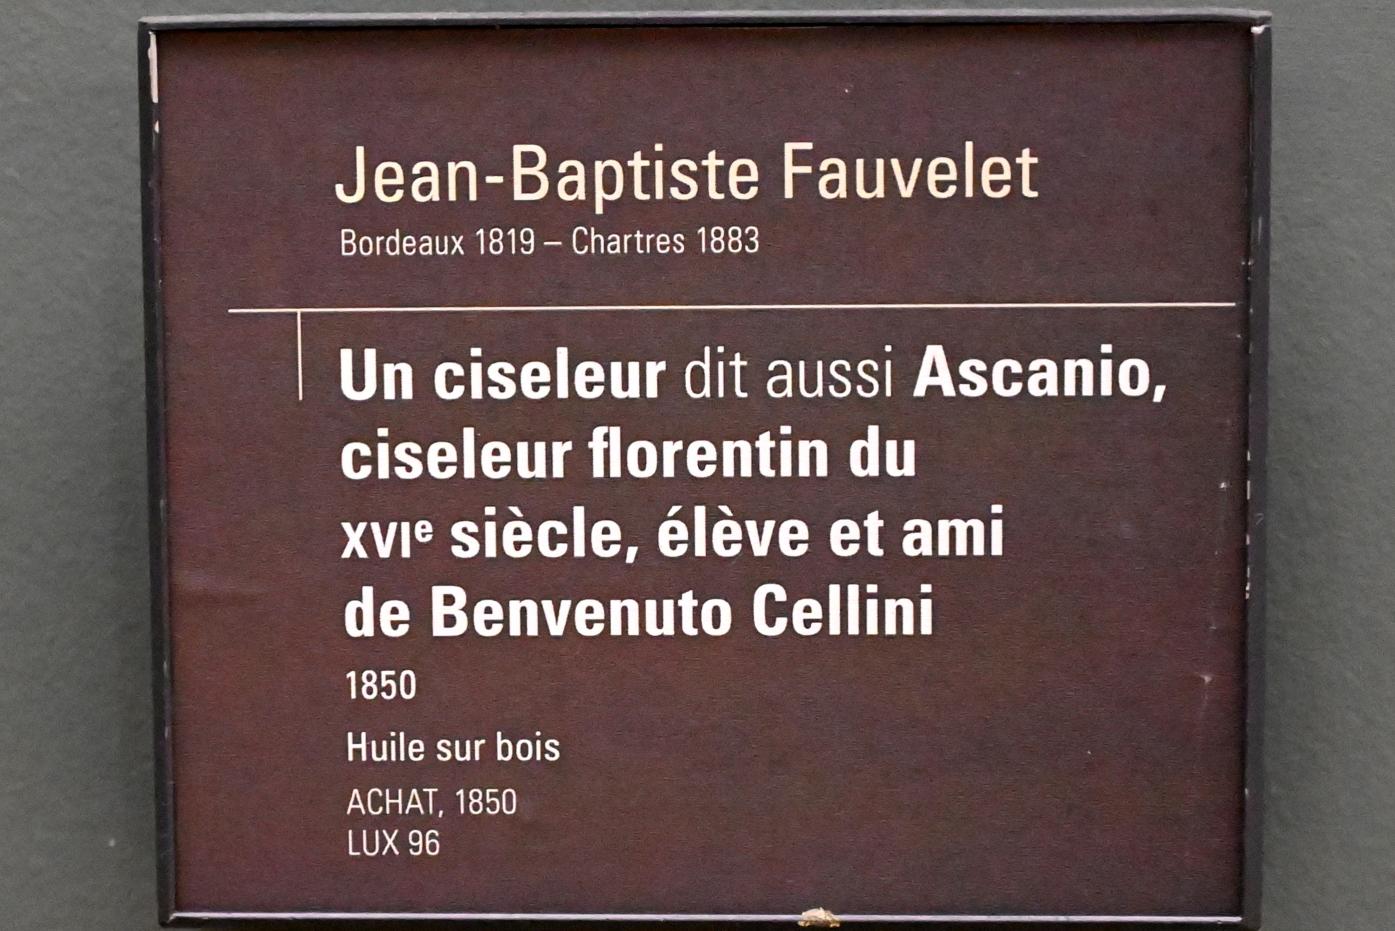 Jean-Baptiste Fauvelet
Bordeaux 1819 – Chartres 1883
Un ciseleur dit aussi Ascanio,
ciseleur florentin du
XVIe siècle, élève et ami
de Benvenuto Cellini
1850
Huile sur bois
ACHAT, 1850
LUX 96